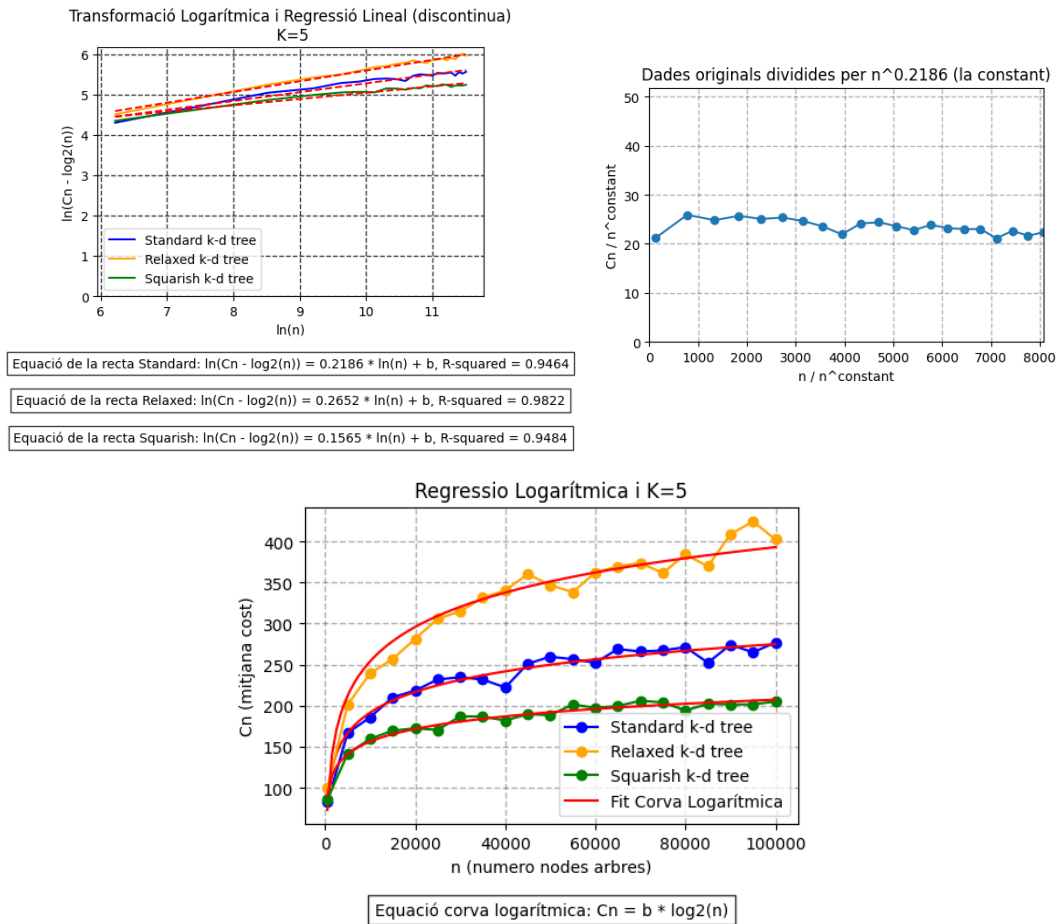 Transformació Logarítmica i Regressió Lineal (discontinua)
K=5
ln(Cn - log2(n))
6
5
4
3
2
1
0
Standard k-d tree
Relaxed k-d tree
Squarish k-d tree
6 7 8 9 10 11
ln(n)
Equació de la recta Standard: ln(Cn - log2(n)) = 0.2186 * ln(n) + b, R-squared = 0.9464
Equació de la recta Relaxed: ln(Cn - log2(n)) = 0.2652 * ln(n) + b, R-squared = 0.9822
Equació de la recta Squarish: ln(Cn - log2(n)) = 0.1565 * ln(n) + b, R-squared = 0.9484
Dades originals dividides per n^0.2186 (la constant)
Cn / n^constant
50
40
30
20
10
0
0 1000 2000 3000 4000 5000 6000 7000 8000
n / n^constant
Regressio Logarítmica i K=5
Cn (mitjana cost)
400
350
300
250
200
150
100
Standard k-d tree
Relaxed k-d tree
Squarish k-d tree
Fit Corva Logarítmica
0 20000 40000 60000 80000 100000
n (numero nodes arbres)
Equació corva logarítmica: Cn = b * log2(n)